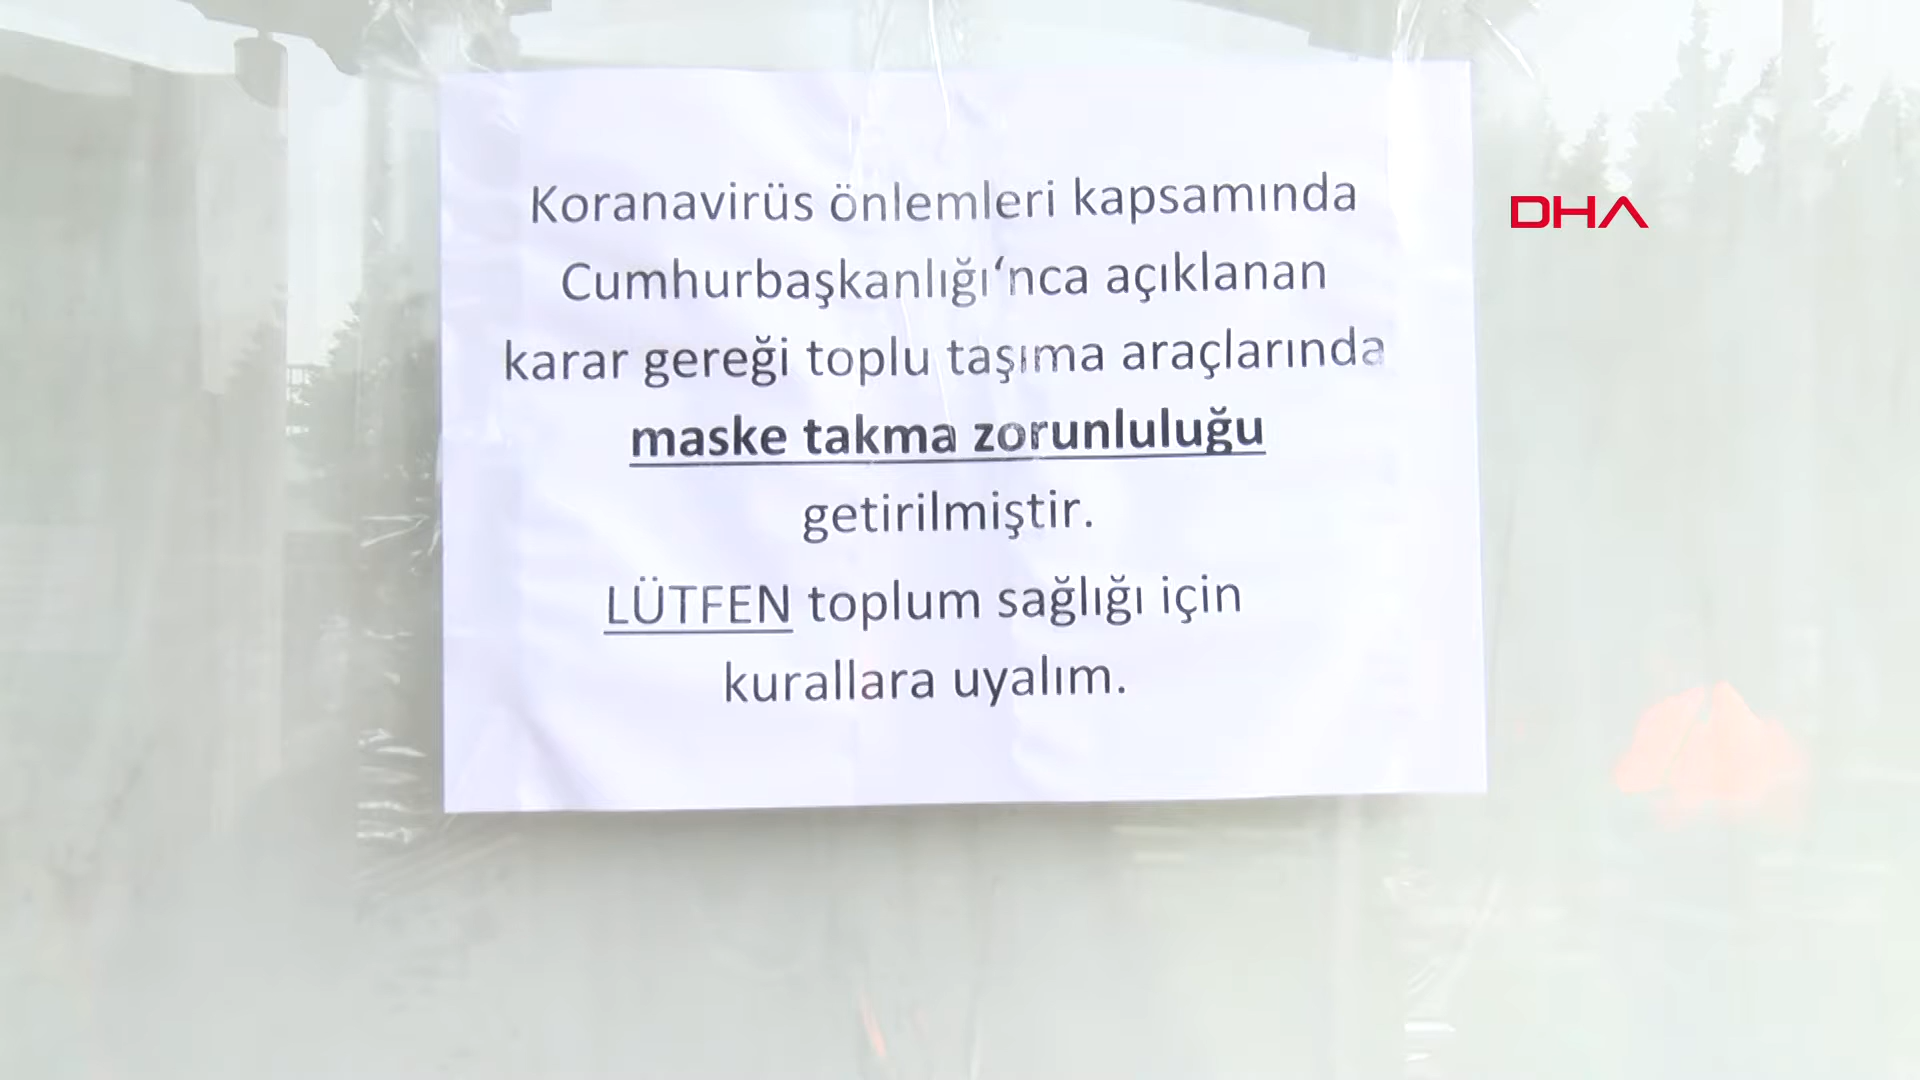 Koranavirüs önlemleri kapsamında
DHA
Cumhurbaşkanlığı‘nca açıklanan
karar gereği toplu taşıma araçlarında
maske takma zorunluluğu
getirilmiştir.
LÜTFEN toplum sağlığı için
kurallara uyalım.